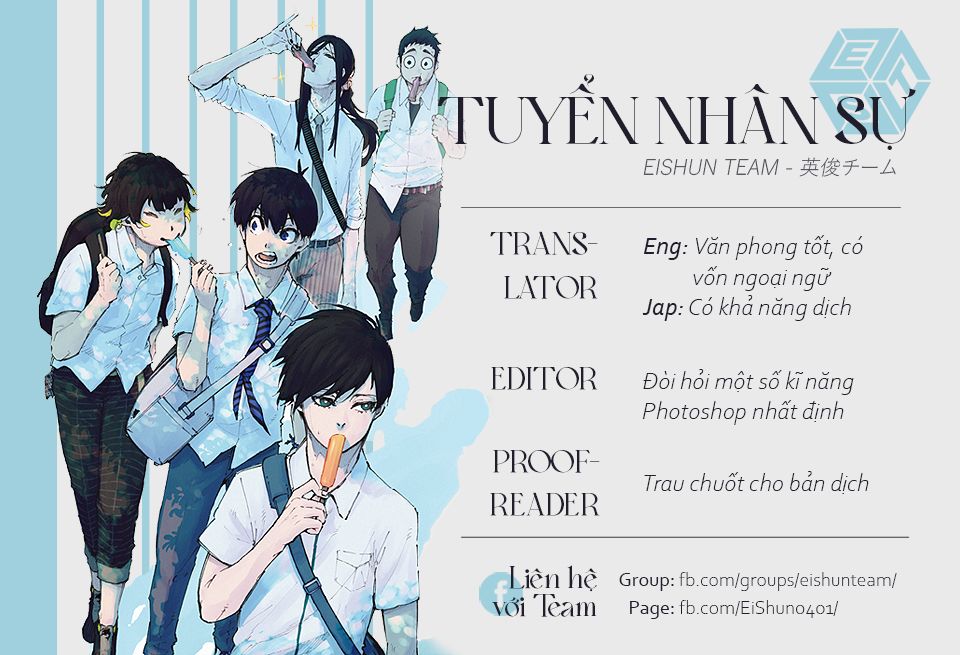 TUYỂN NHÂN SỰ
EISHUN TEAM - 英俊チーム
TRANS-
LATOR
Eng: Văn phong tốt, có
vốn ngoại ngữ
Jap: Có khả năng dịch
EDITOR
Đòi hỏi một số kĩ năng
Photoshop nhất định
PROOF-
READER
Trau chuốt cho bản dịch
Liên hệ
với Team
Group: fb.com/groups/eishunteam/
Page: fb.com/EiShun0401/